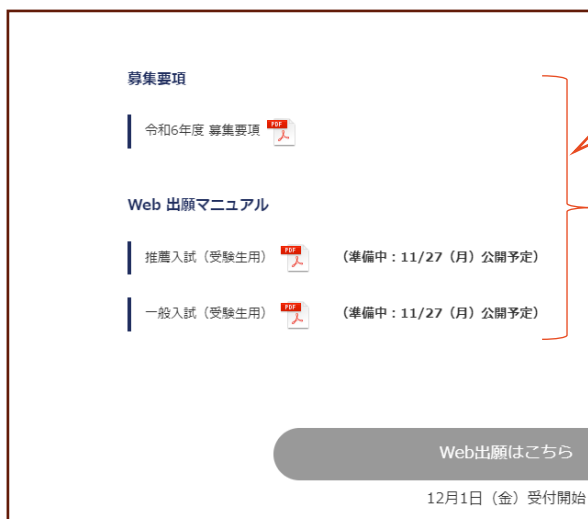 募集要項
令和6年度 募集要項 PDF
Web 出願マニュアル
推薦入試（受験生用） PDF （準備中：11/27（月）公開予定）
一般入試（受験生用） PDF （準備中：11/27（月）公開予定）
Web出願はこちら
12月1日（金）受付開始